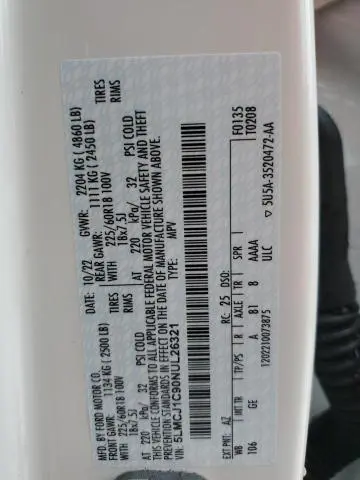 MFD. BY FORD MOTOR CO.
DATE: 10/22 GVWR: 2204 KG ( 4860 LB)
FRONT GAWR: 1134 KG (2500 LB) REAR GAWR: 1111 KG ( 2450 LB)
225/60R18 100V TIRES WITH 225/60R18 100V TIRES
18x7.5J RIMS 18x7.5J RIMS
AT 220 kPa/ 32 PSI COLD AT 220 kPa/ 32 PSI COLD
THIS VEHICLE CONFORMS TO ALL APPLICABLE FEDERAL MOTOR VEHICLE SAFETY AND THEFT
PREVENTION STANDARDS IN EFFECT ON THE DATE OF MANUFACTURE SHOWN ABOVE.
VIN: 5LMCJ1C90NUL26321
TYPE: MPV
F0135
T0208
EXT PNT: AZ RC: 25 DSO:
WB INT TR TP/PS R AXLE TR SPR
106 GE A B1 8 AAAA
ULC
1202210073875
▽ 5U5A-3520472-AA